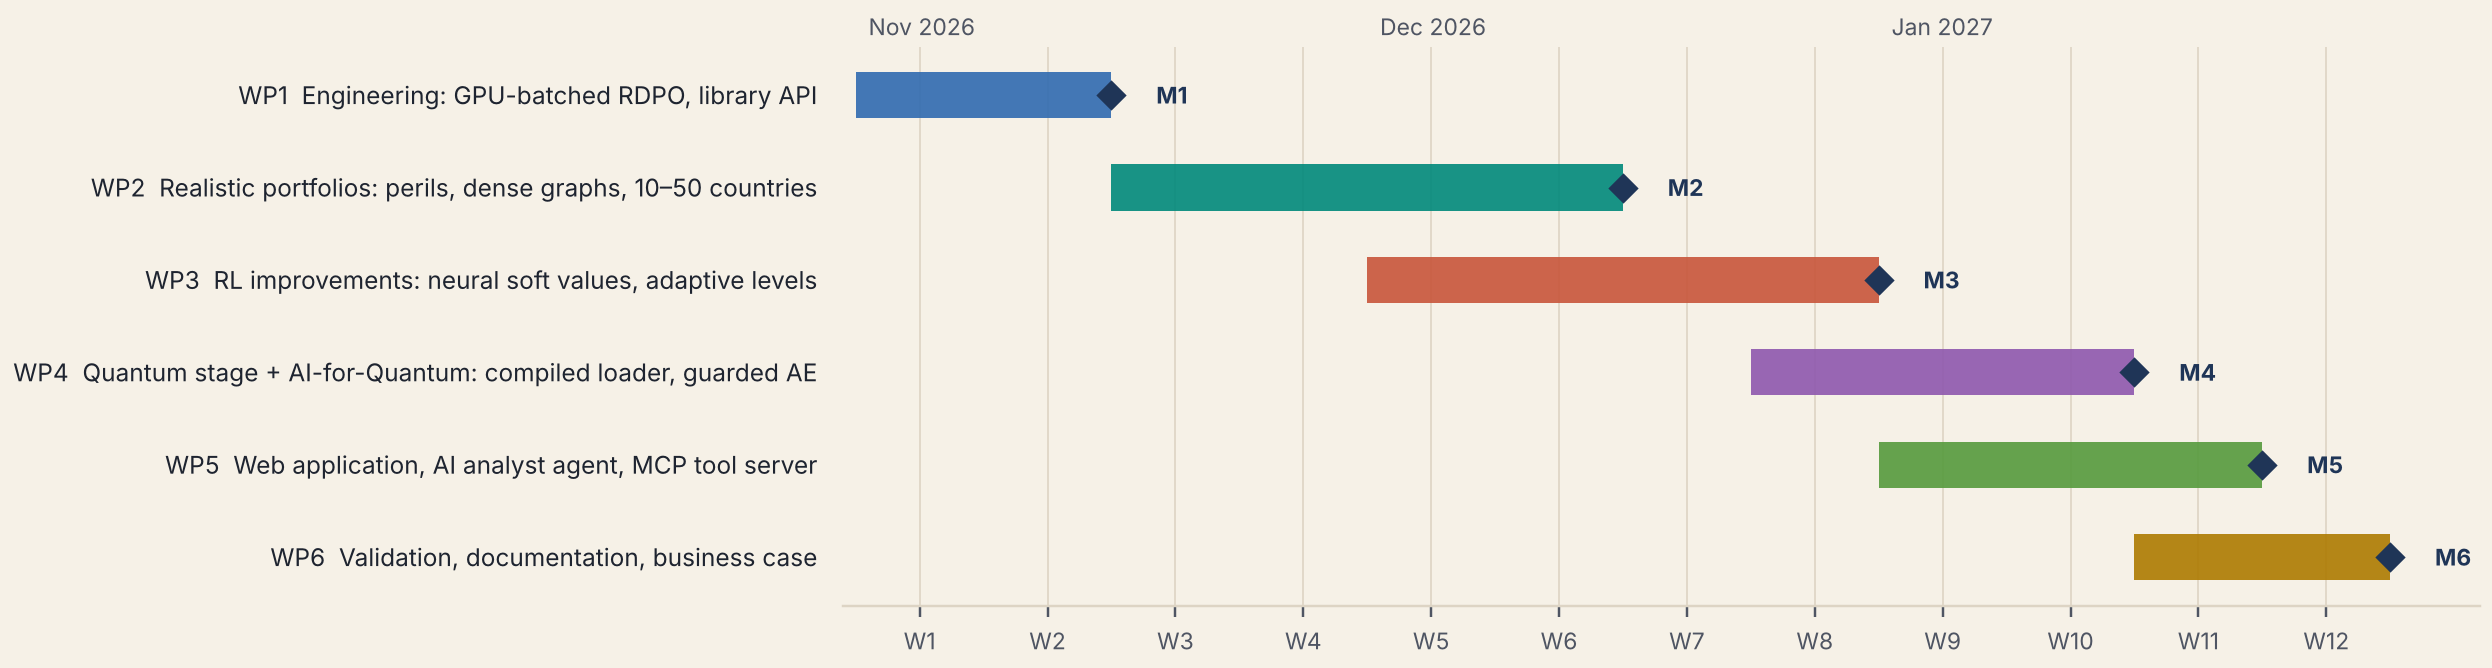 Nov 2026 Dec 2026 Jan 2027
WP1 Engineering: GPU-batched RDPO, library API M1
WP2 Realistic portfolios: perils, dense graphs, 10–50 countries M2
WP3 RL improvements: neural soft values, adaptive levels M3
WP4 Quantum stage + AI-for-Quantum: compiled loader, guarded AE M4
WP5 Web application, AI analyst agent, MCP tool server M5
WP6 Validation, documentation, business case M6
W1 W2 W3 W4 W5 W6 W7 W8 W9 W10 W11 W12